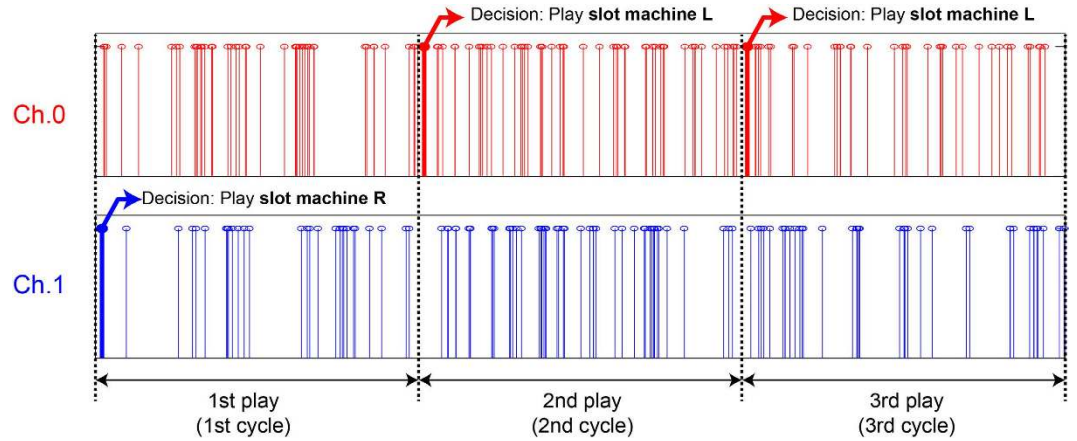 Decision: Play slot machine L
Decision: Play slot machine L
Ch.0
Decision: Play slot machine R
Ch.1
1st play
(1st cycle)
2nd play
(2nd cycle)
3rd play
(3rd cycle)